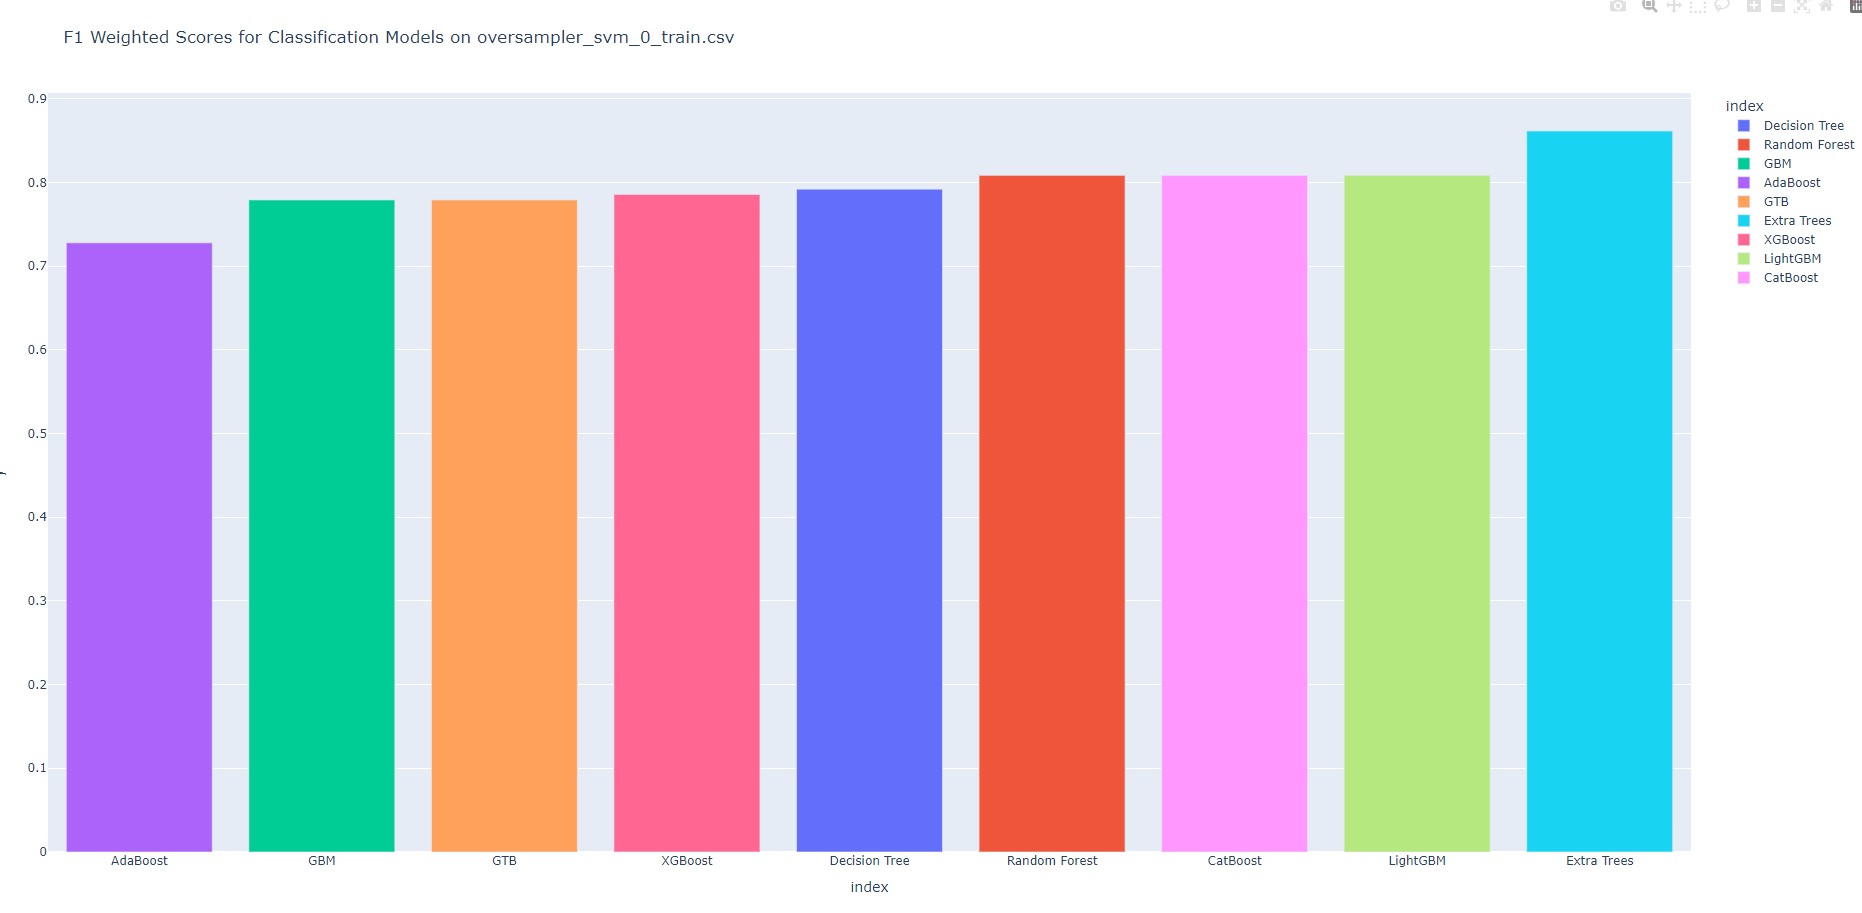 F1 Weighted Scores for Classification Models on oversampler_svm_0_train.csv
0.9
0.8
0.7
0.6
0.5
0.4
0.3
0.2
0.1
0
AdaBoost GBM GTB XGBoost Decision Tree Random Forest CatBoost LightGBM Extra Trees
index
index
Decision Tree
Random Forest
GBM
AdaBoost
GTB
Extra Trees
XGBoost
LightGBM
CatBoost